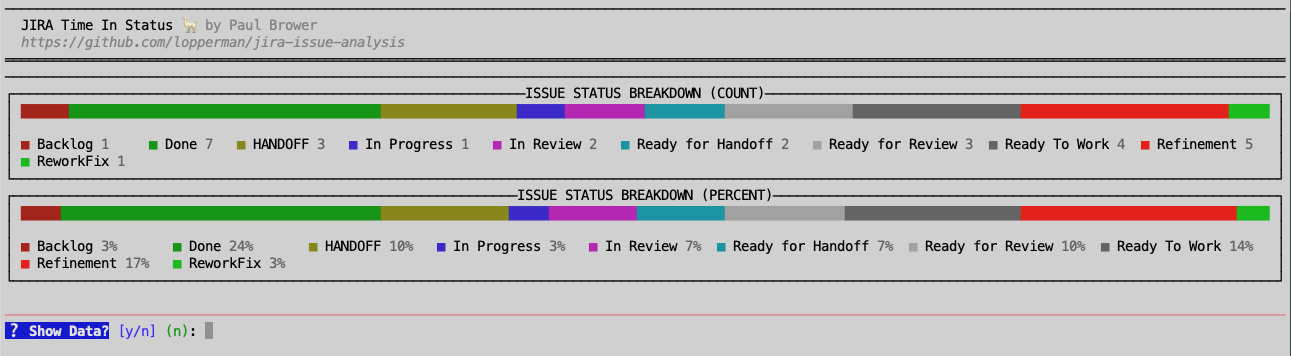 JIRA Time In Status 🦙 by Paul Brower
https://github.com/lopperman/jira-issue-analysis
ISSUE STATUS BREAKDOWN (COUNT)
Backlog 1 Done 7 HANDOFF 3 In Progress 1 In Review 2 Ready for Handoff 2 Ready for Review 3 Ready To Work 4 Refinement 5
ReworkFix 1
ISSUE STATUS BREAKDOWN (PERCENT)
Backlog 3% Done 24% HANDOFF 10% In Progress 3% In Review 7% Ready for Handoff 7% Ready for Review 10% Ready To Work 14%
Refinement 17% ReworkFix 3%
? Show Data? [y/n] (n):